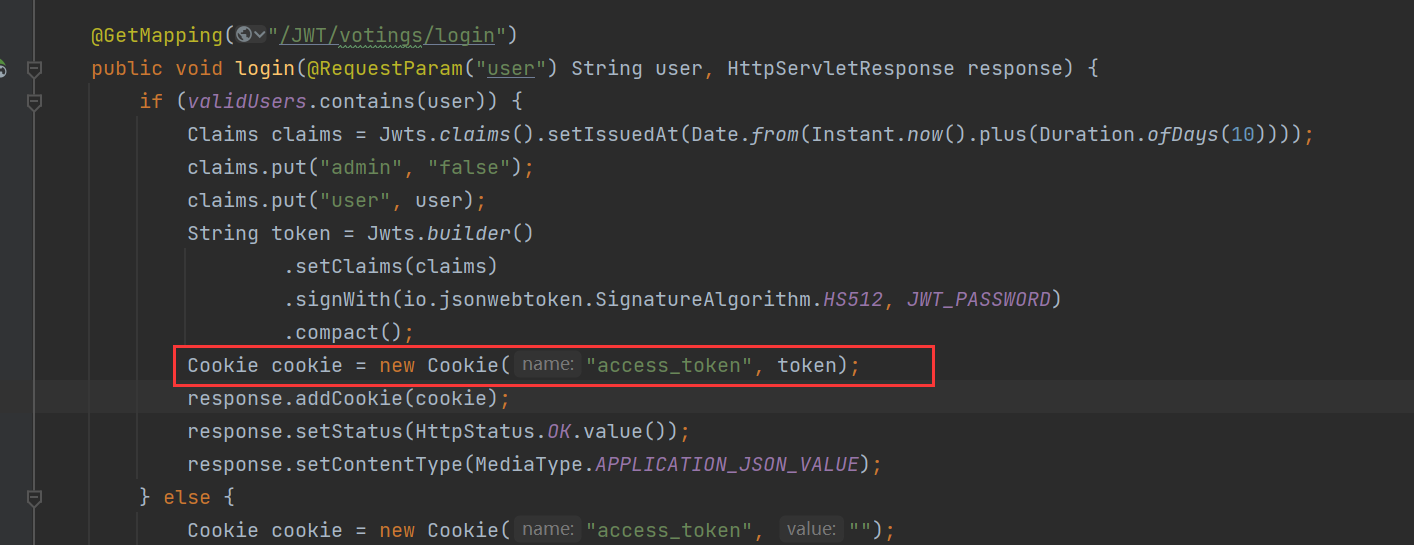 @GetMapping("/JWT/votings/login")
public void login(@RequestParam("user") String user, HttpServletResponse response) {
if (validUsers.contains(user)) {
Claims claims = Jwts.claims().setIssuedAt(Date.from(Instant.now().plus(Duration.ofDays(10))));
claims.put("admin", "false");
claims.put("user", user);
String token = Jwts.builder()
.setClaims(claims)
.signWith(io.jsonwebtoken.SignatureAlgorithm.HS512, JWT_PASSWORD)
.compact();
Cookie cookie = new Cookie( name: "access_token", token);
response.addCookie(cookie);
response.setStatus(HttpStatus.OK.value());
response.setContentType(MediaType.APPLICATION_JSON_VALUE);
} else {
Cookie cookie = new Cookie( name: "access_token", value: "");